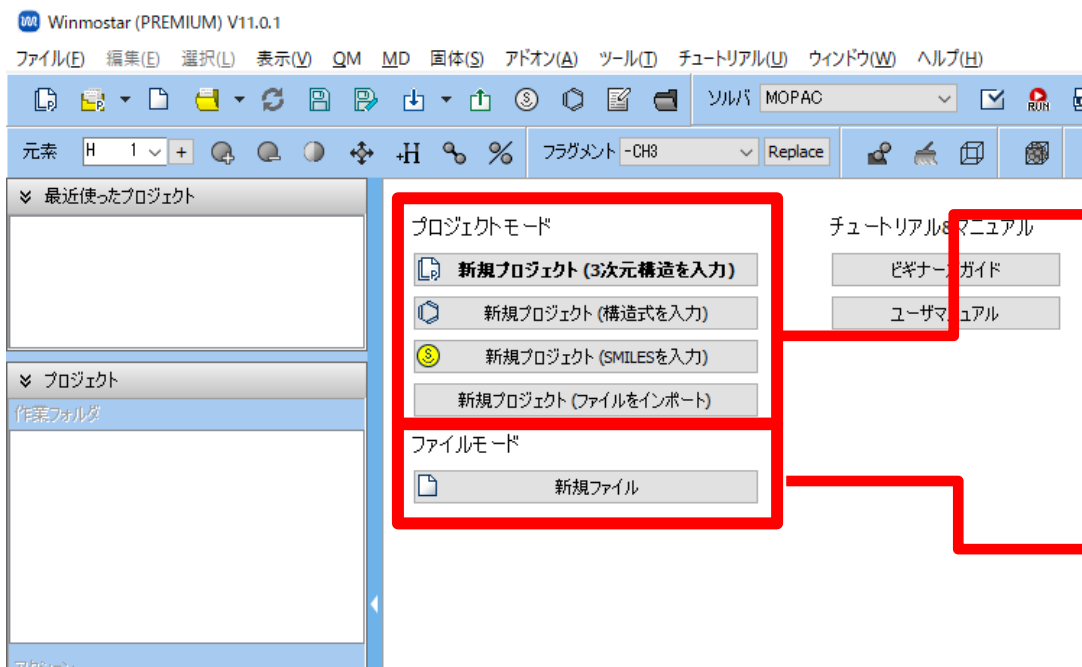 Winmostar (PREMIUM) V11.0.1
ファイル(F) 編集(E) 選択(L) 表示(V) QM MD 固体(S) アドオン(A) ツール(T) チュートリアル(U) ウィンドウ(W) ヘルプ(H)
ソルバ MOPAC RUN
元素 H 1 + +H フラグメント -CH3 Replace
最近使ったプロジェクト
プロジェクト
作業フォルダ
プロジェクトモード
新規プロジェクト (3次元構造を入力)
新規プロジェクト (構造式を入力)
新規プロジェクト (SMILESを入力)
新規プロジェクト (ファイルをインポート)
ファイルモード
新規ファイル
チュートリアル&マニュアル
ビギナーズガイド
ユーザマニュアル